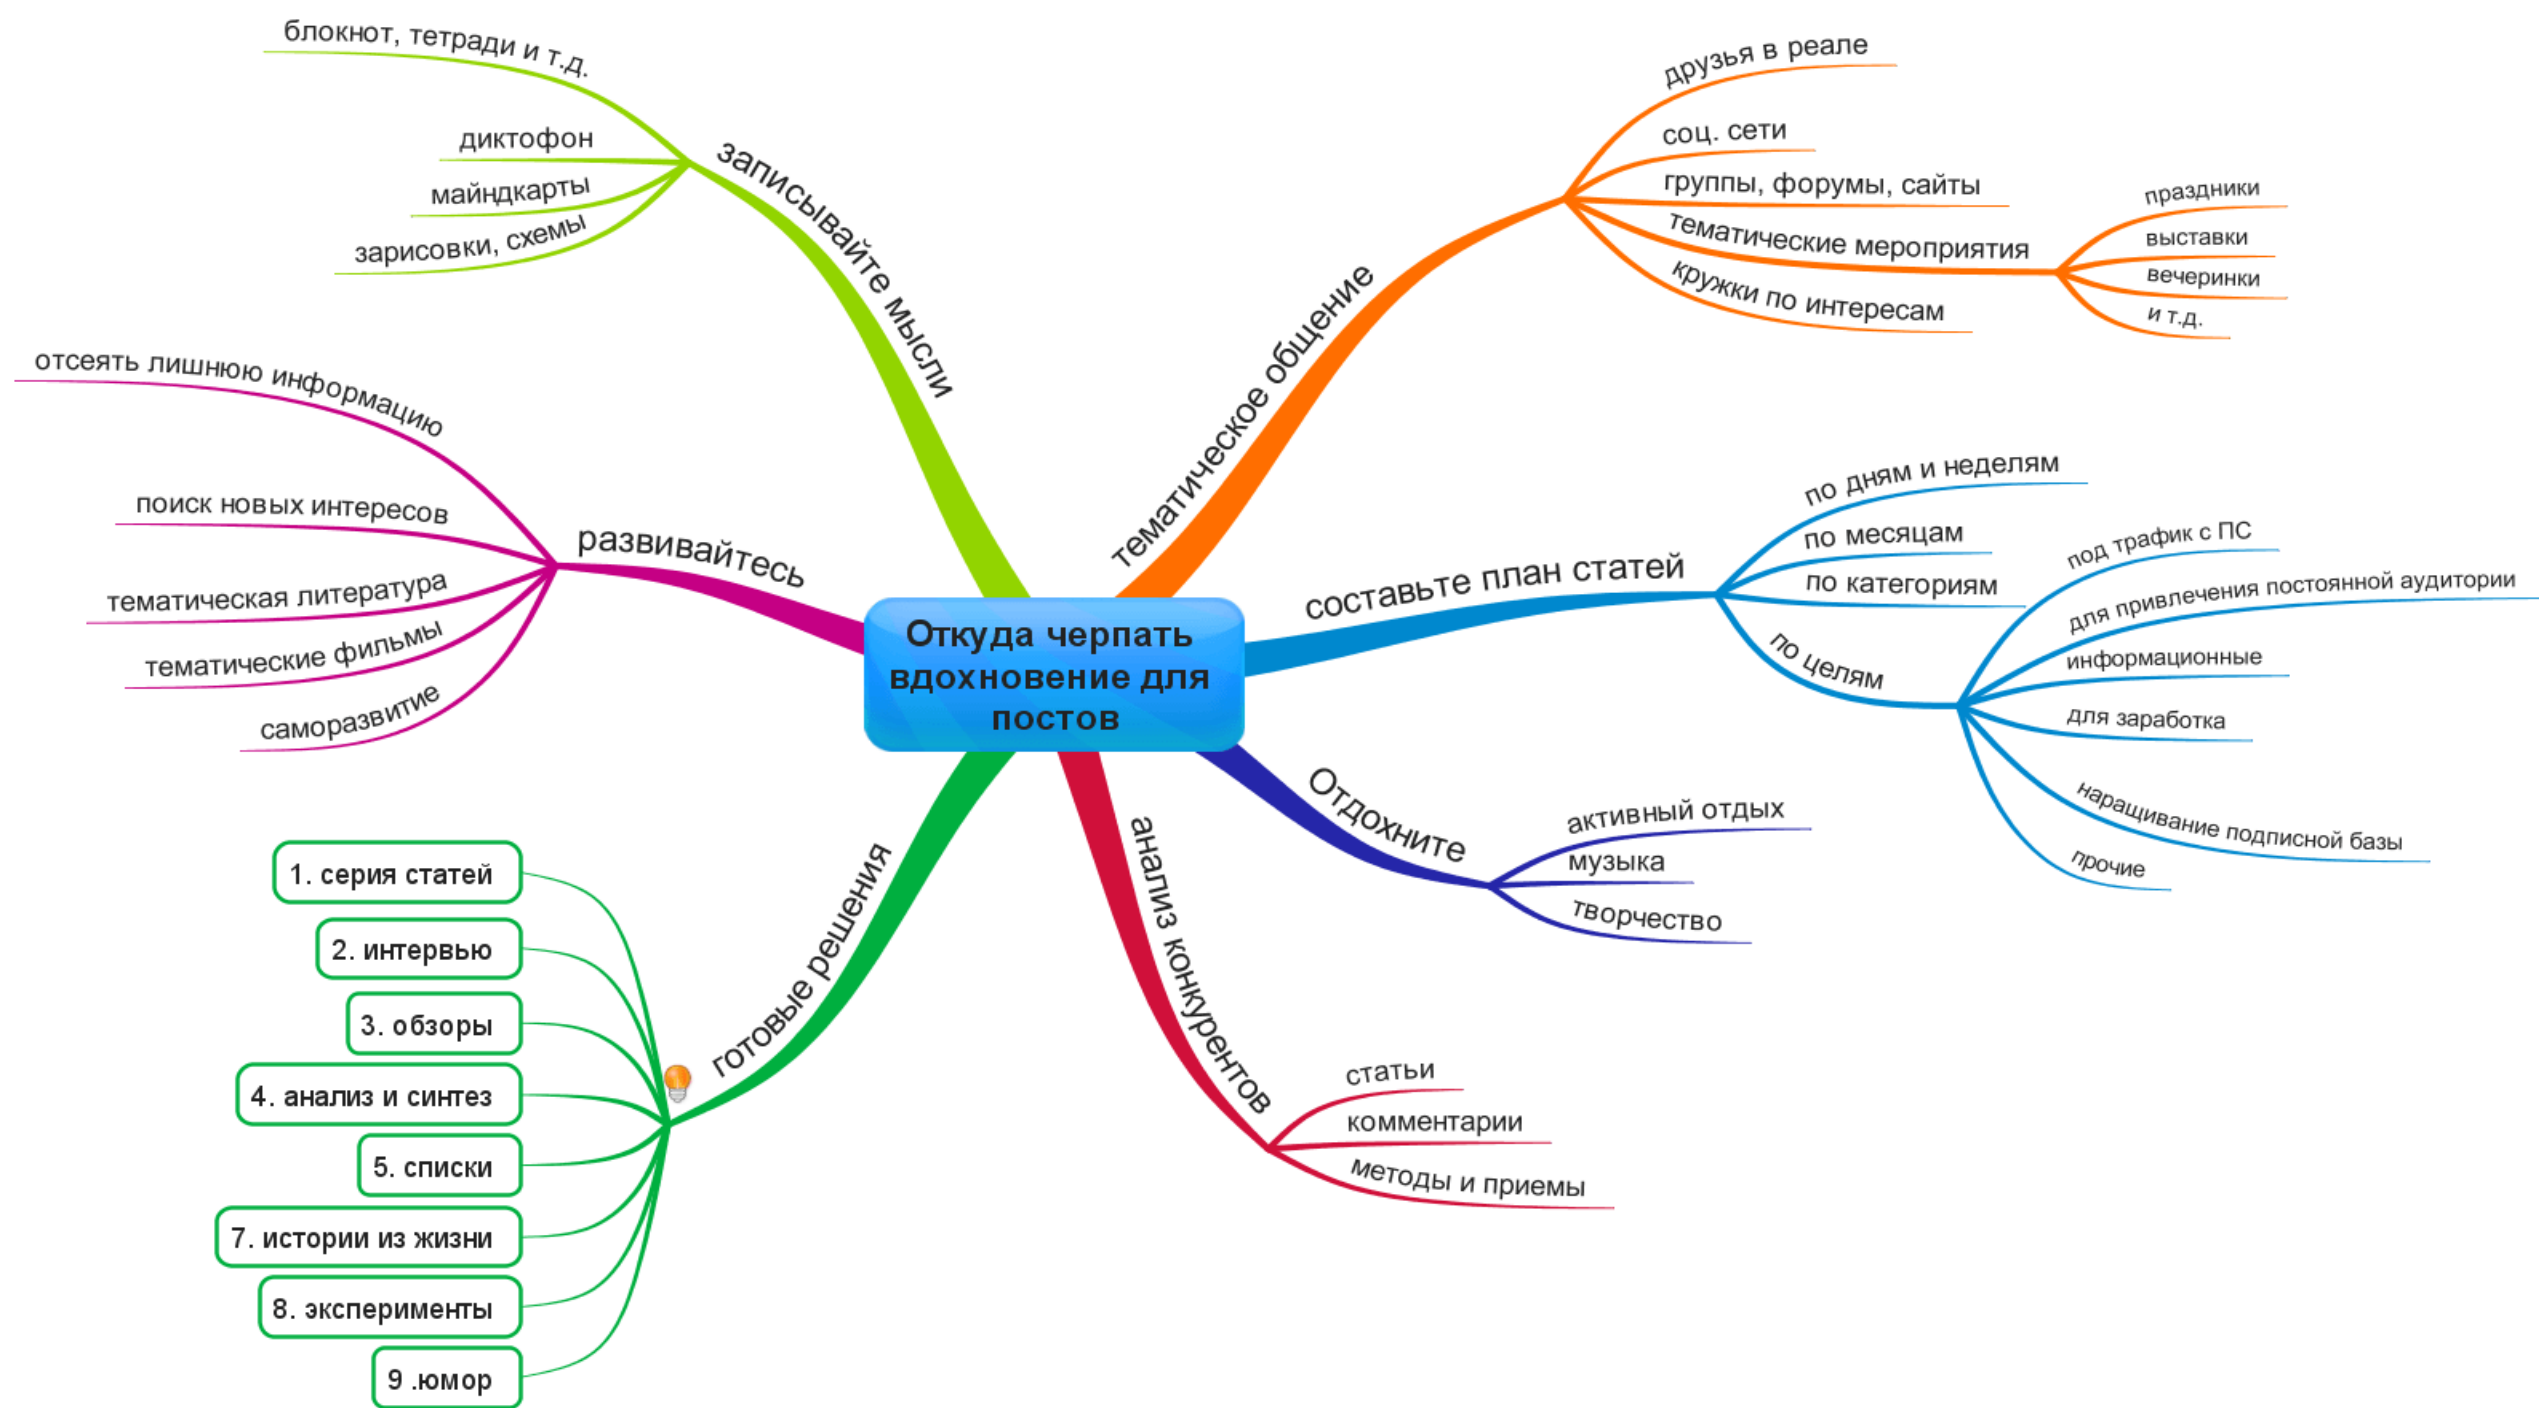 Откуда черпать
вдохновение для
постов
тематическое общение
друзья в реале
соц. сети
группы, форумы, сайты
тематические мероприятия
праздники
выставки
вечеринки
и т.д.
кружки по интересам
составьте план статей
по дням и неделям
по месяцам
по категориям
по целям
под трафик с ПС
для привлечения постоянной аудитории
информационные
для заработка
наращивание подписной базы
прочие
Отдохните
активный отдых
музыка
творчество
анализ конкурентов
статьи
комментарии
методы и приемы
готовые решения
1. серия статей
2. интервью
3. обзоры
4. анализ и синтез
5. списки
7. истории из жизни
8. эксперименты
9 .юмор
развивайтесь
отсеять лишнюю информацию
поиск новых интересов
тематическая литература
тематические фильмы
саморазвитие
записывайте мысли
блокнот, тетради и т.д.
диктофон
майндкарты
зарисовки, схемы